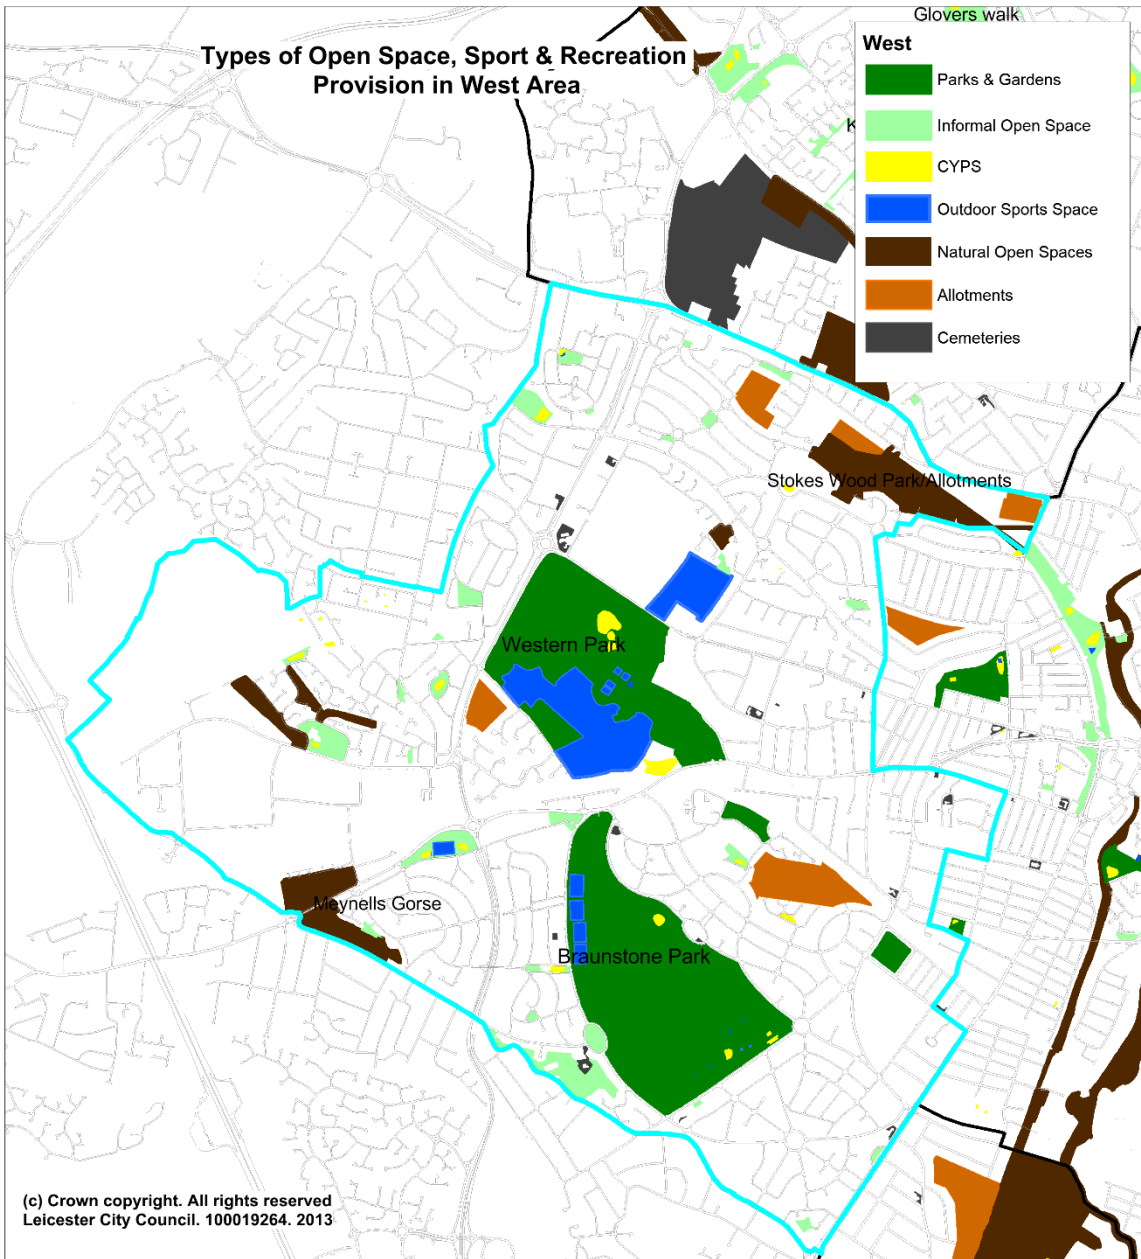 Glovers walk
Types of Open Space, Sport & Recreation
Provision in West Area
West
Parks & Gardens
Informal Open Space
CYPS
Outdoor Sports Space
Natural Open Spaces
Allotments
Cemeteries
K
Stokes Wood Park/Allotments
Western Park
Meynells Gorse
Braunstone Park
(c) Crown copyright. All rights reserved
Leicester City Council. 100019264. 2013